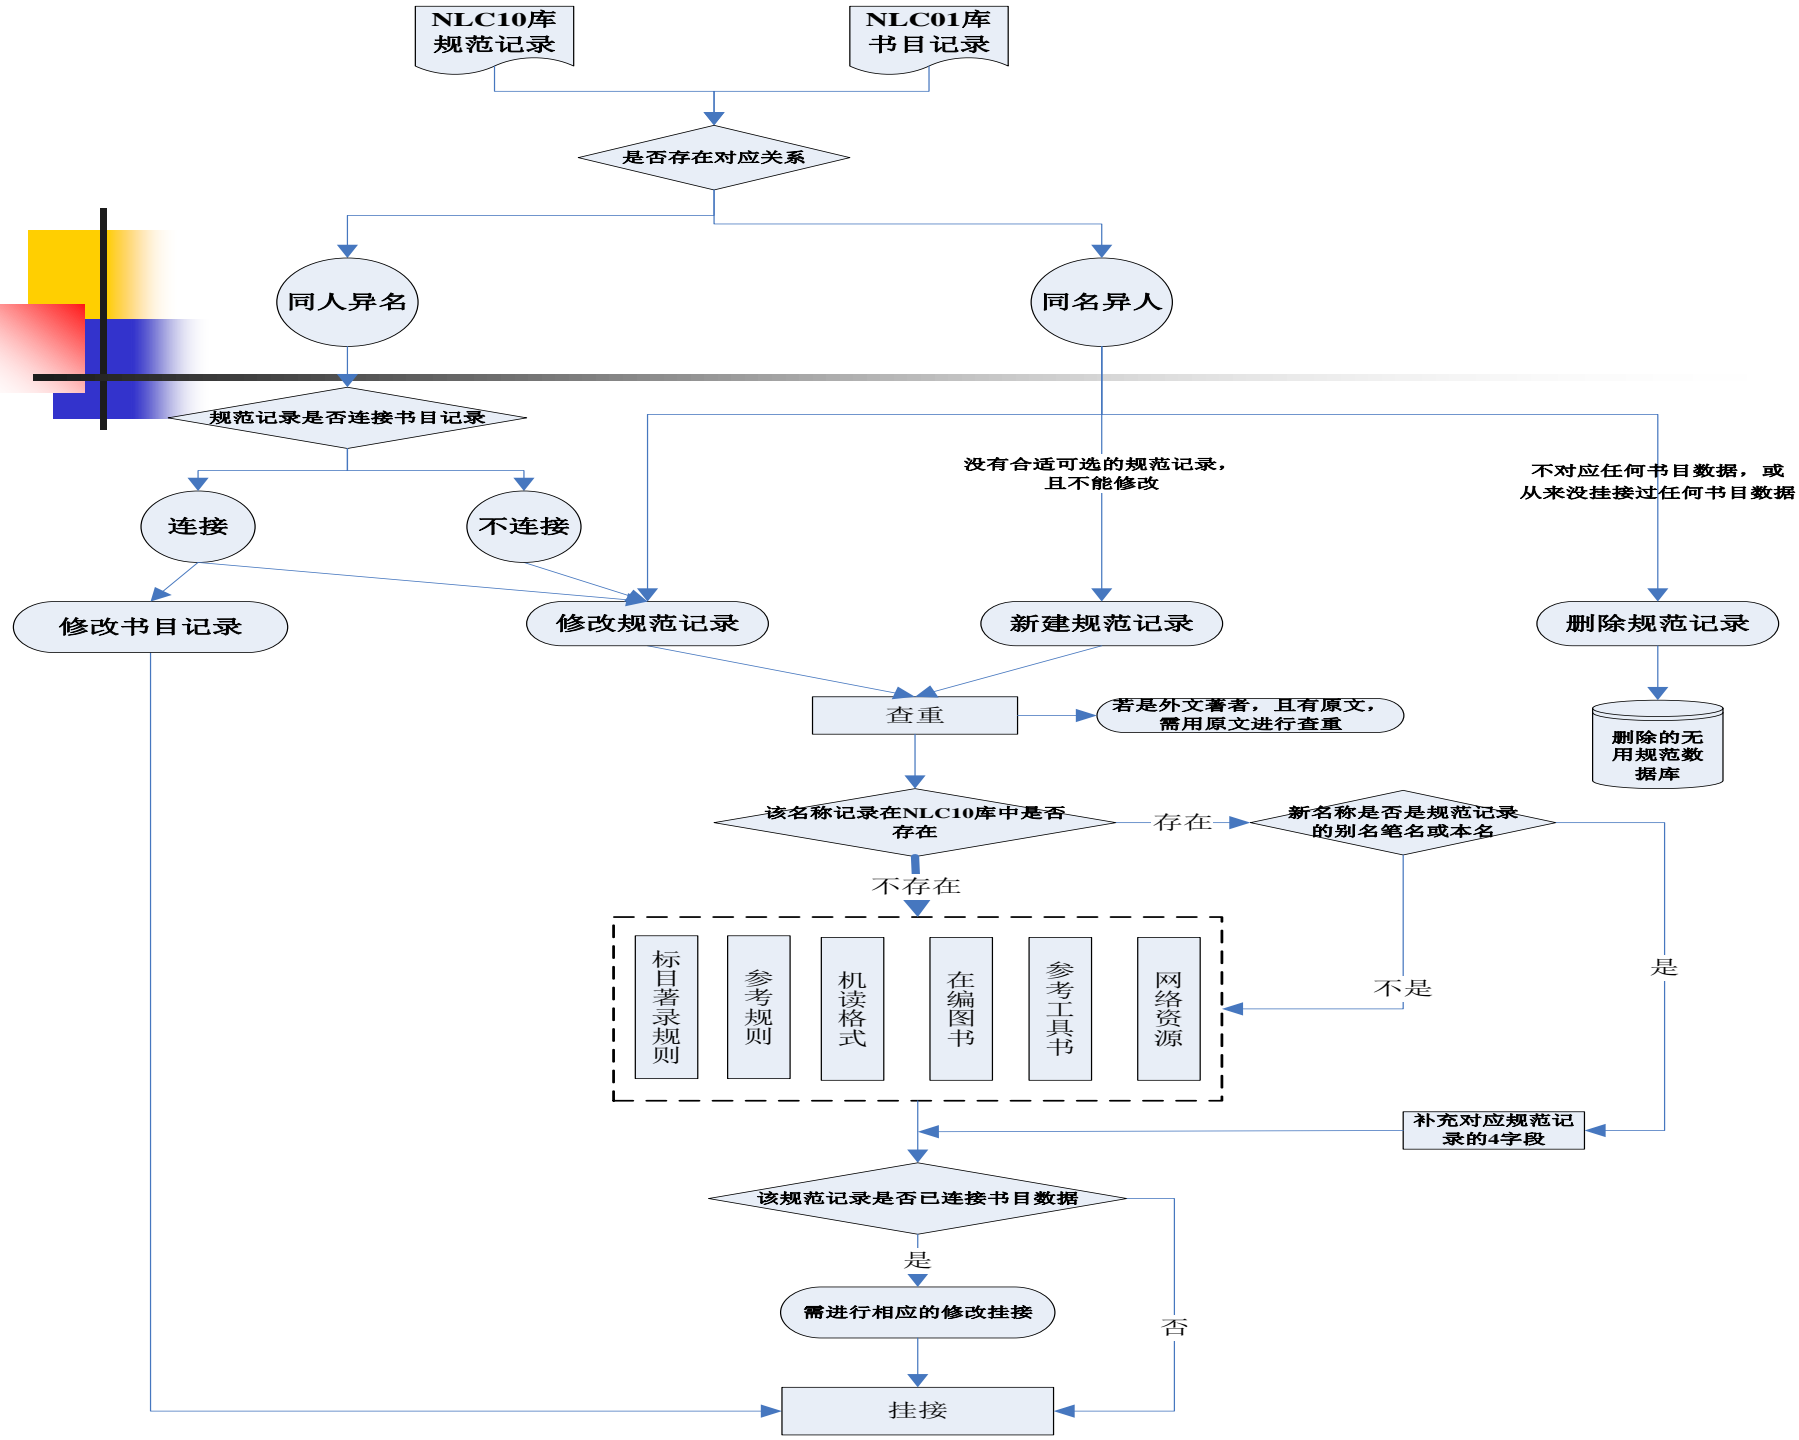 NLC10库
规范记录
NLC01库
书目记录
是否存在对应关系
同人异名
同名异人
规范记录是否连接书目记录
没有合适可选的规范记录，
且不能修改
不对应任何书目数据，或
从来没挂接过任何书目数据
连接
不连接
修改书目记录
修改规范记录
新建规范记录
删除规范记录
查重
若是外文著者，且有原文，
需用原文进行查重
删除的无
用规范数
据库
该名称记录在NLC10库中是否
存在
存在
新名称是否是规范记录
的别名笔名或本名
不存在
标目著录规则
参考规则
机读格式
在编图书
参考工具书
网络资源
不是
是
补充对应规范记
录的4字段
该规范记录是否已连接书目数据
是
需进行相应的修改挂接
否
挂接